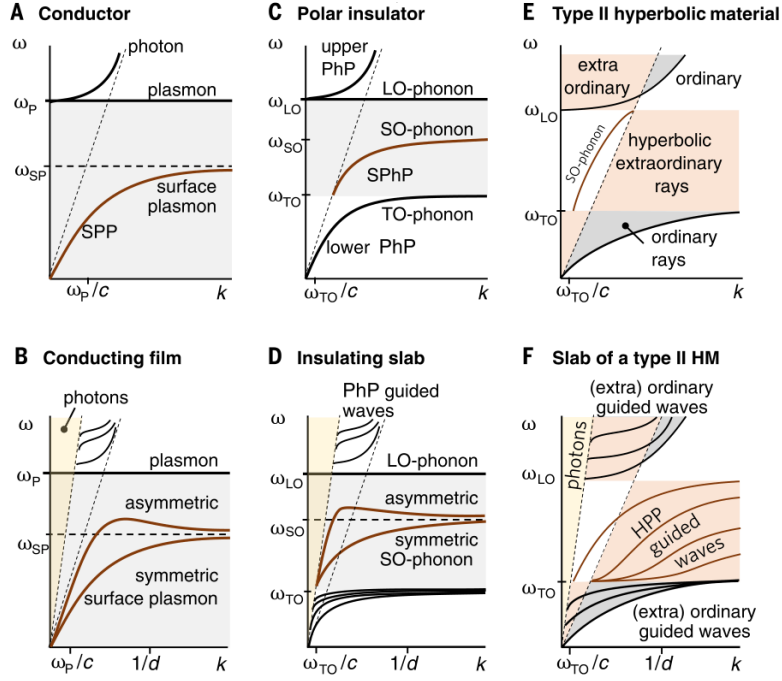 A Conductor
ω
photon
plasmon
ωP
ωSP
surface
plasmon
SPP
ωP/c
k
C Polar insulator
ω
upper
PhP
LO-phonon
ωLO
SO-phonon
ωSO
SPhP
ωTO
TO-phonon
lower PhP
ωTO/c
k
E Type II hyperbolic material
ω
extra
ordinary
ordinary
ωLO
SO-phonon
hyperbolic
extraordinary
rays
ωTO
ordinary
rays
ωTO/c
k
B Conducting film
photons
ω
plasmon
ωP
asymmetric
ωSP
symmetric
surface plasmon
ωP/c
1/d
k
D Insulating slab
PhP guided
waves
ω
LO-phonon
ωLO
asymmetric
ωSO
symmetric
SO-phonon
ωTO
ωTO/c
1/d
k
F Slab of a type II HM
(extra) ordinary
guided waves
ω
photons
ωLO
HPP
guided
waves
ωTO
(extra) ordinary
guided waves
ωTO/c
1/d
k